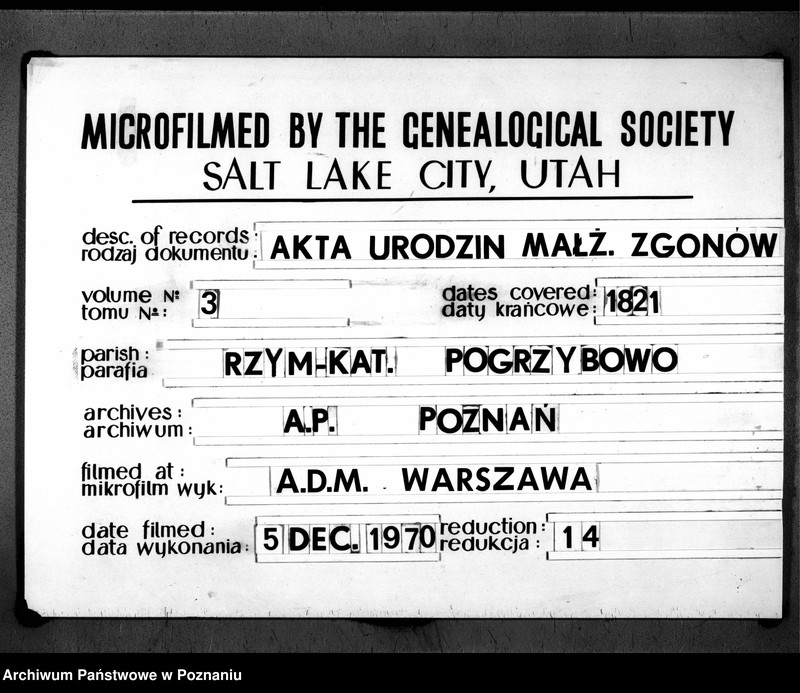 MICROFILMED BY THE GENEALOGICAL SOCIETY
SALT LAKE CITY, UTAH
desc. of records: AKTA URODZIN MAŁŻ. ZGONÓW
rodzaj dokumentu:
volume Nº 3 dates covered: 1821
tomu Nº: daty krańcowe:
parish: RZYM-KAT. POGRZYBOWO
parafia
archives: A.P. POZNAŃ
archiwum:
filmed at: A.D.M. WARSZAWA
mikrofilm wyk:
date filmed: 5 DEC. 1970 reduction: 14
data wykonania: redukcja:
Archiwum Państwowe w Poznaniu